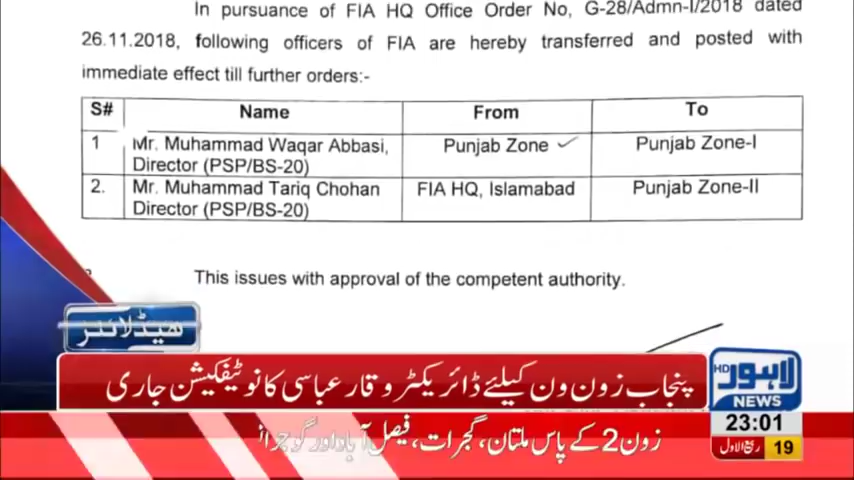 In pursuance of FIA HQ Office Order No, G-28/Admn-I/2018 dated
26.11.2018, following officers of FIA are hereby transferred and posted with
immediate effect till further orders:-
S# Name From To
1 Mr. Muhammad Waqar Abbasi, Director (PSP/BS-20) Punjab Zone Punjab Zone-I
2. Mr. Muhammad Tariq Chohan Director (PSP/BS-20) FIA HQ, Islamabad Punjab Zone-II
This issues with approval of the competent authority.
ہیڈلائنز
پنجاب زون ون کیلئے ڈائریکٹر وقار عباسی کا نوٹیفکیشن جاری
لاہور HD
NEWS
23:01
زون 2 کے پاس ملتان، گجرات، فیصل آباد اور گوجرانـ
19 ربیع الاول